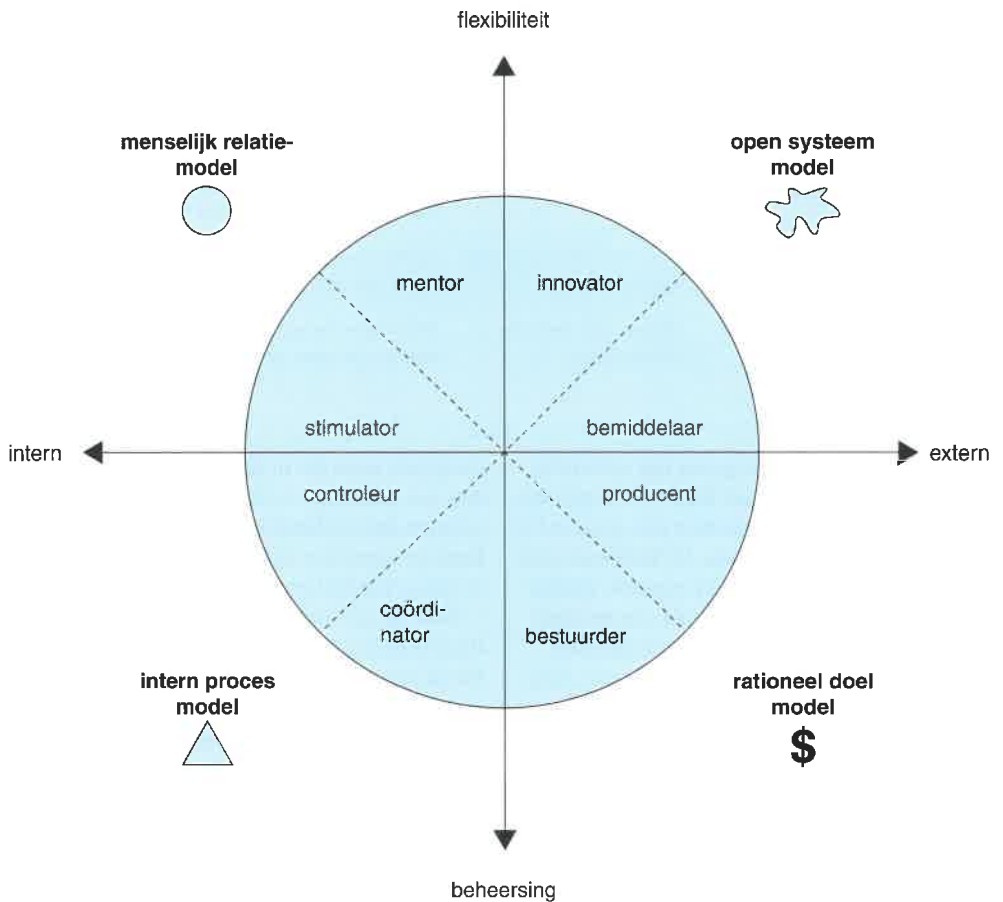 flexibiliteit
menselijk relatie-
model
open systeem
model
mentor
innovator
stimulator
bemiddelaar
intern
extern
controleur
producent
coördi-
nator
bestuurder
intern proces
model
rationeel doel
model
$
beheersing